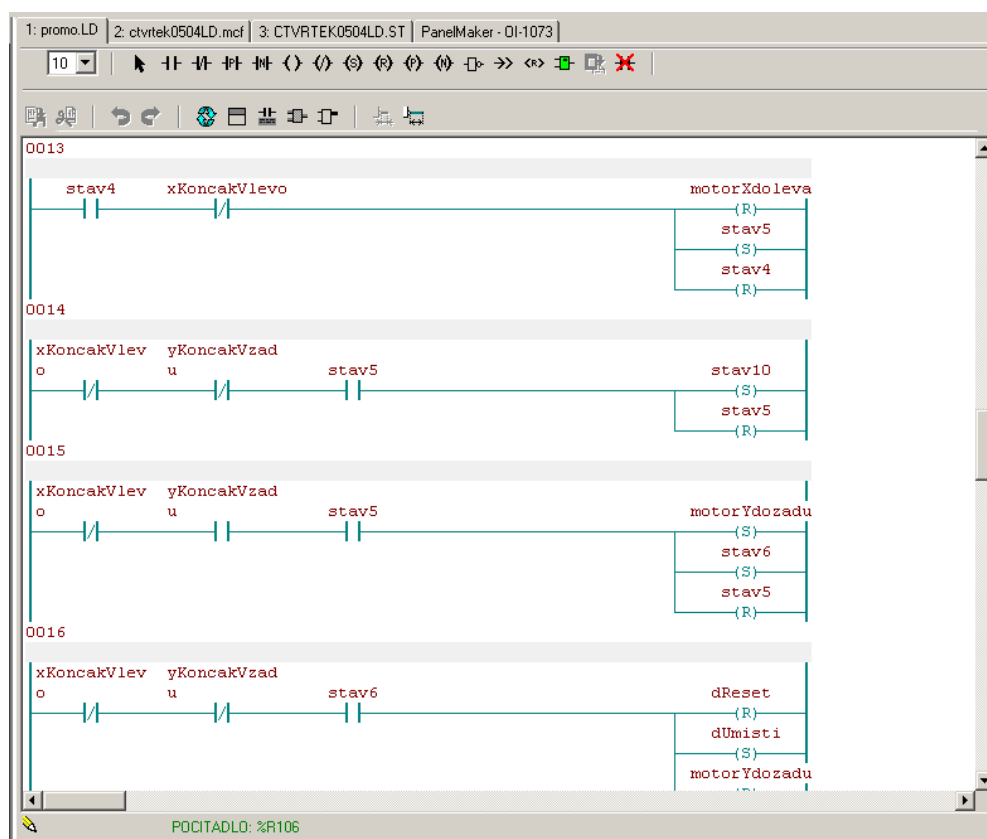 1: promo.LD 2: ctvrtek0504LD.mcf 3: CTVRTEK0504LD.ST PanelMaker - OI-1073
10
0013
stav4 xKoncakVlevo motorXdoleva
(R)
stav5
(S)
stav4
(R)
0014
xKoncakVlev yKoncakVzad
o u stav5 stav10
(S)
stav5
(R)
0015
xKoncakVlev yKoncakVzad
o u stav5 motorYdozadu
(S)
stav6
(S)
stav5
(R)
0016
xKoncakVlev yKoncakVzad
o u stav6 dReset
(R)
dUmisti
(S)
motorYdozadu
POCITADLO: %R106